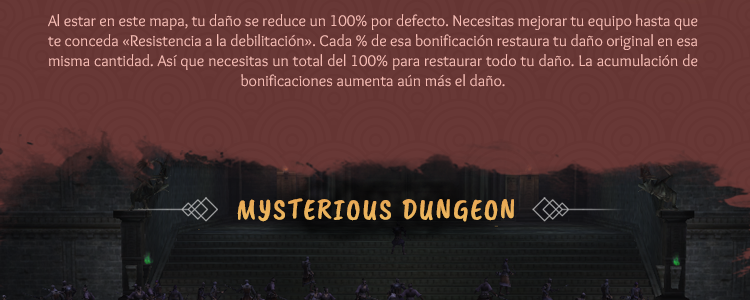 Al estar en este mapa, tu daño se reduce un 100% por defecto. Necesitas mejorar tu equipo hasta que
te conceda «Resistencia a la debilitación». Cada % de esa bonificación restaura tu daño original en esa
misma cantidad. Así que necesitas un total del 100% para restaurar todo tu daño. La acumulación de
bonificaciones aumenta aún más el daño.
MYSTERIOUS DUNGEON